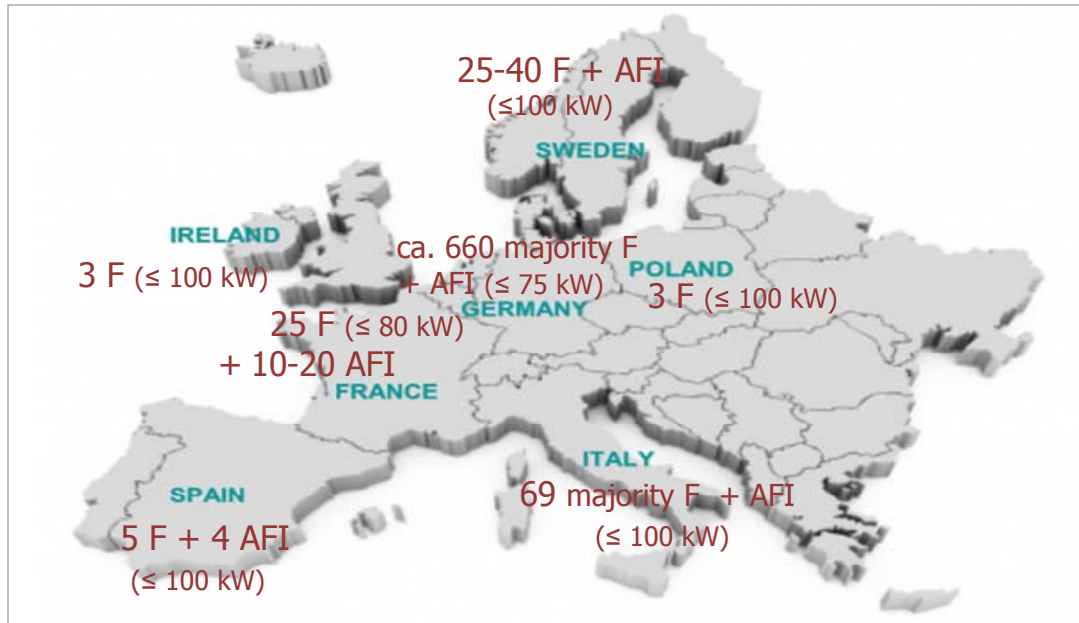 25-40 F + AFI
(≤100 kW)
SWEDEN
IRELAND
3 F (≤ 100 kW)
ca. 660 majority F
+ AFI (≤ 75 kW)
GERMANY
POLAND
3 F (≤ 100 kW)
25 F (≤ 80 kW)
+ 10-20 AFI
FRANCE
ITALY
69 majority F + AFI
(≤ 100 kW)
SPAIN
5 F + 4 AFI
(≤ 100 kW)